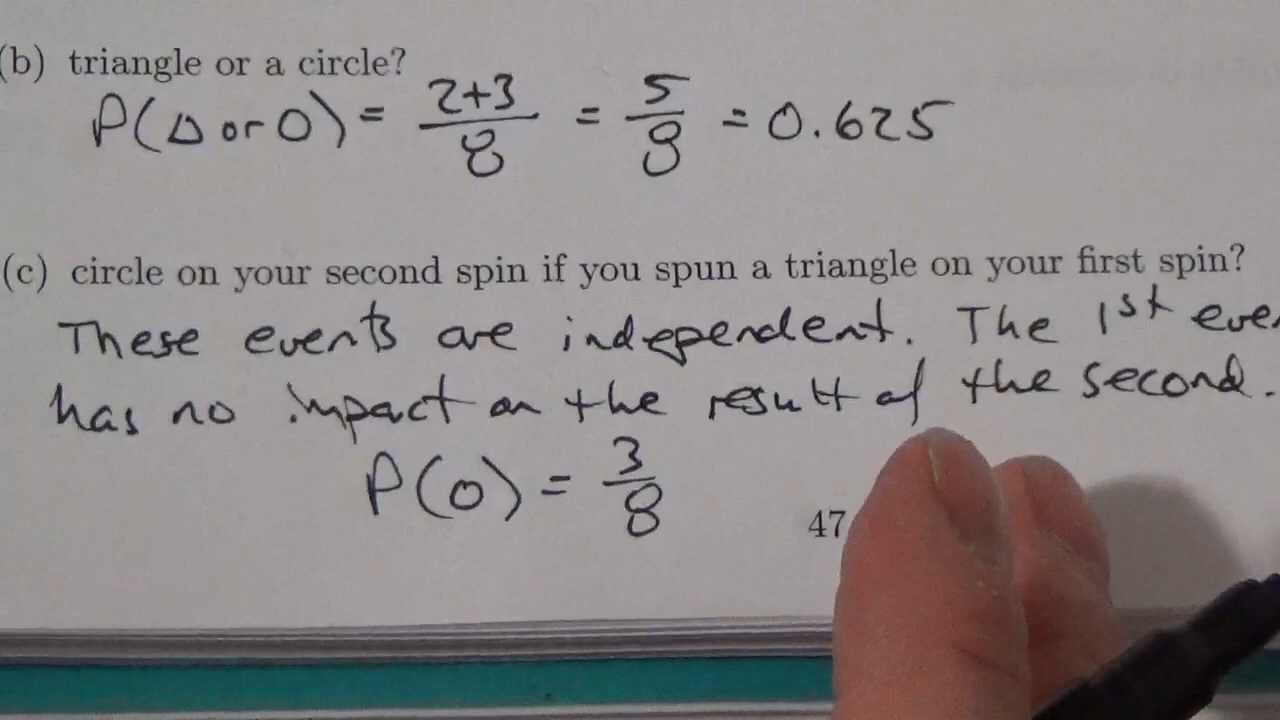 (b) triangle or a circle?
P(△ or O) = 2+3/8 = 5/8 = 0.625
(c) circle on your second spin if you spun a triangle on your first spin?
These events are independent. The 1st
has no impact on the result of the second.
P(O) = 3/8
47